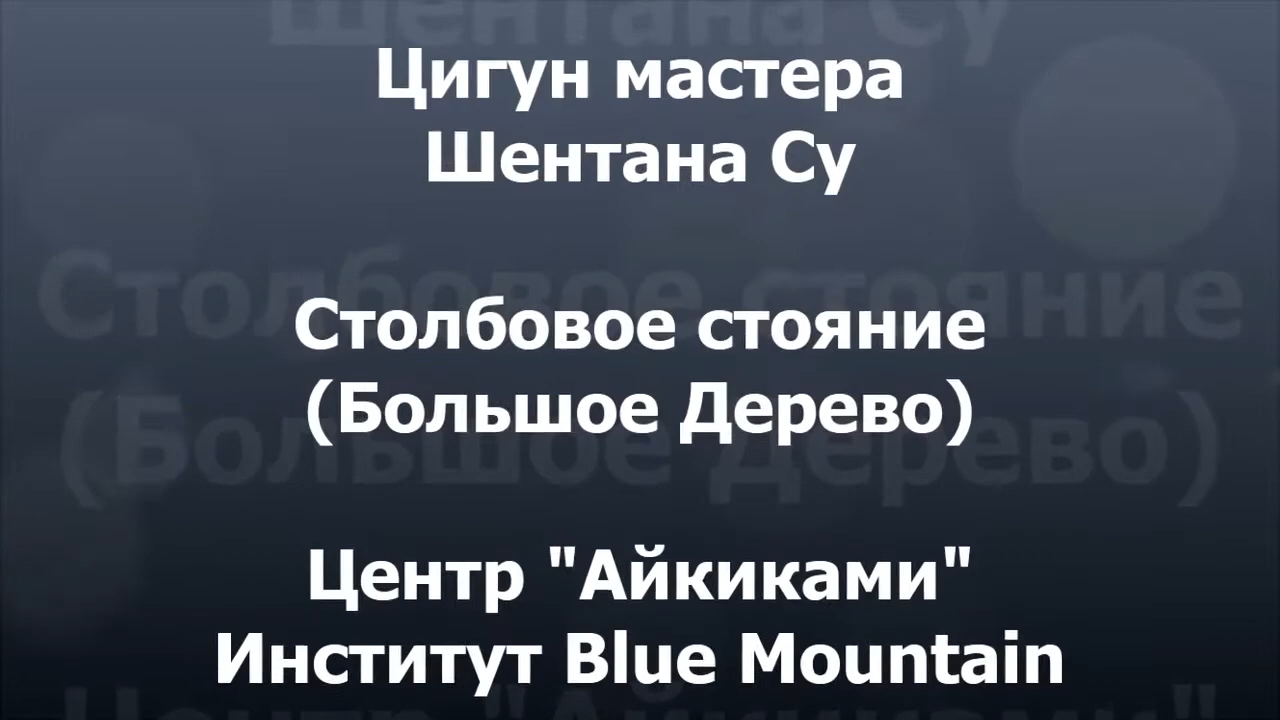 Цигун мастера
Шентана Су
Столбовое стояние
(Большое Дерево)
Центр "Айкиками"
Институт Blue Mountain